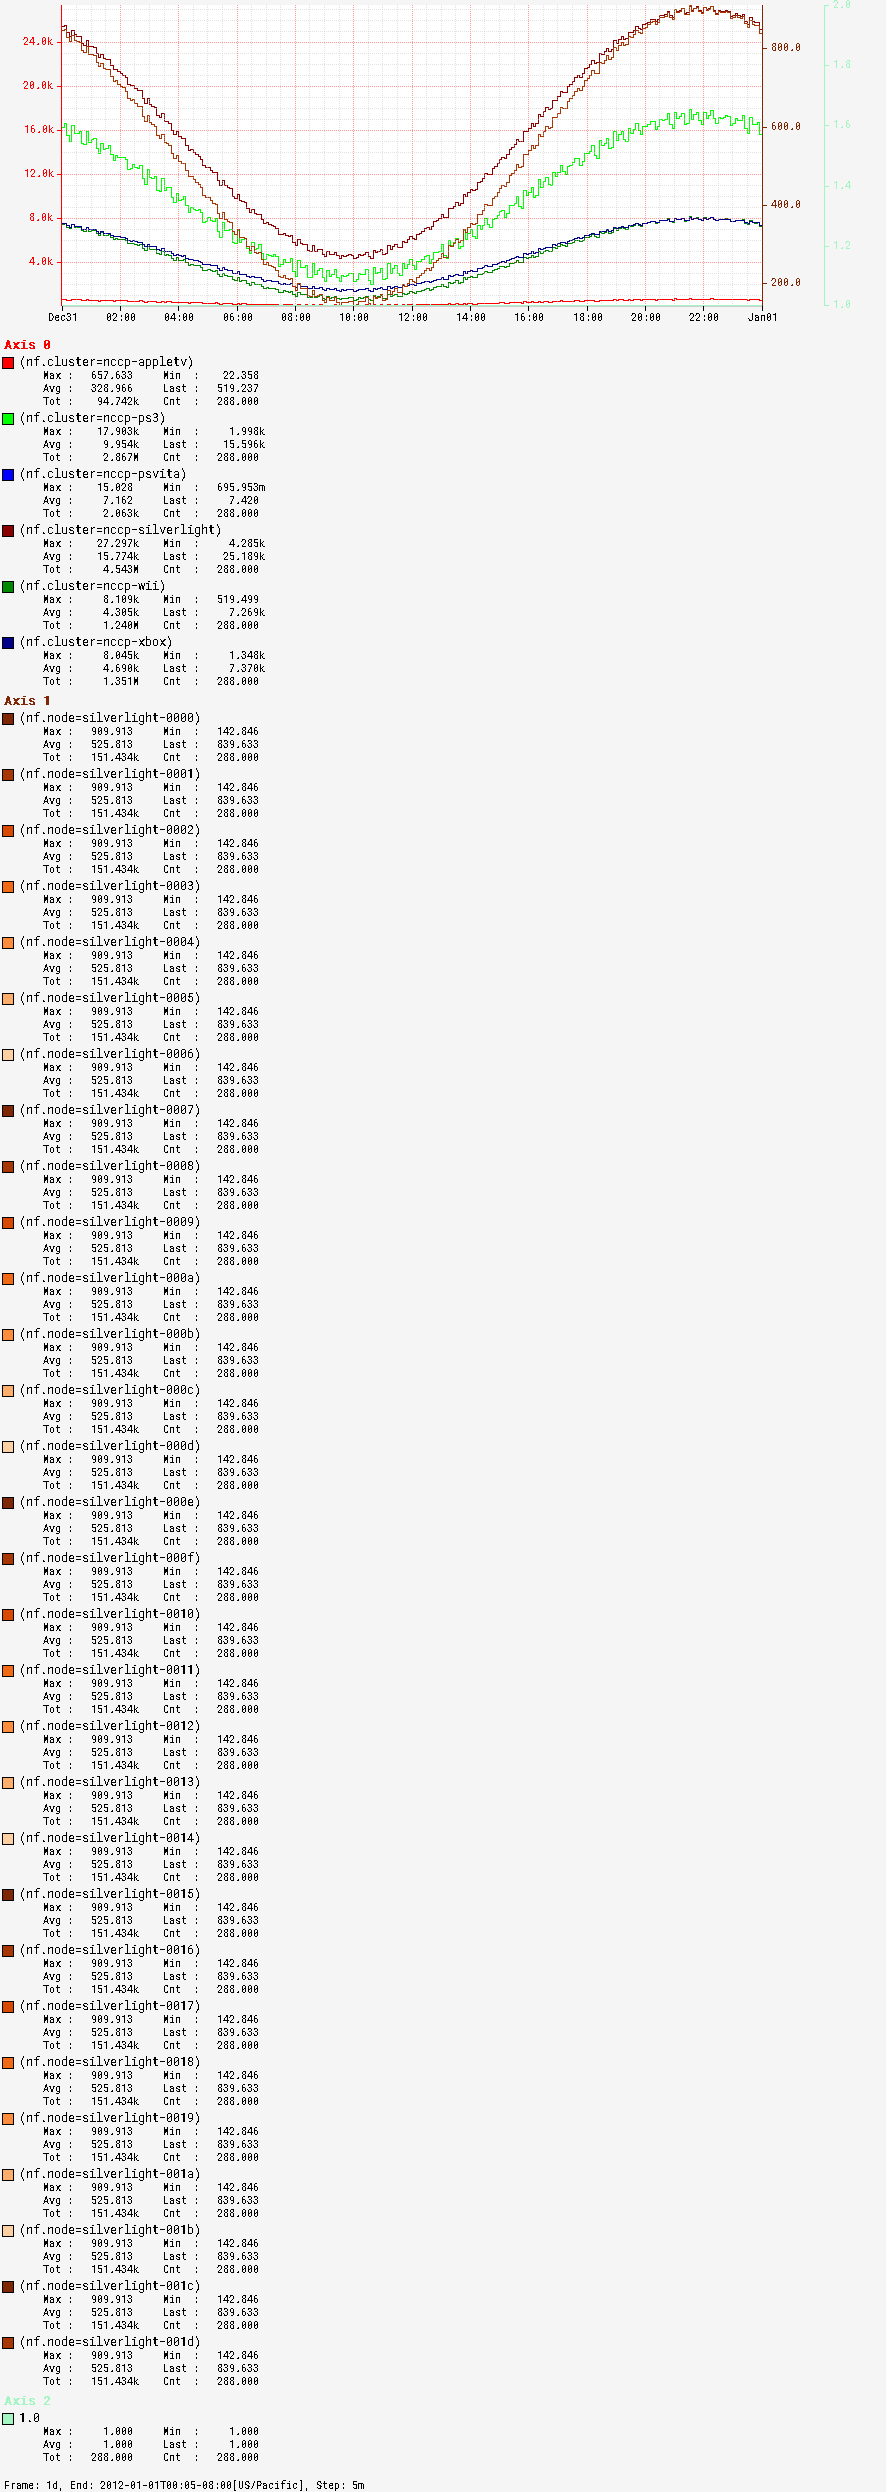 2.0
24.0k
800.0
1.8
20.0k
16.0k
600.0
1.6
12.0k
1.4
8.0k
400.0
1.2
4.0k
200.0
1.0
Dec31 02:00 04:00 06:00 08:00 10:00 12:00 14:00 16:00 18:00 20:00 22:00 Jan01
Axis 0
(nf.cluster=nccp-appletv)
Max : 657.633 Min : 22.358
Avg : 328.966 Last : 519.237
Tot : 94.742k Cnt : 288.000
(nf.cluster=nccp-ps3)
Max : 17.903k Min : 1.998k
Avg : 9.954k Last : 15.596k
Tot : 2.867M Cnt : 288.000
(nf.cluster=nccp-psvita)
Max : 15.028 Min : 695.953m
Avg : 7.162 Last : 7.420
Tot : 2.063k Cnt : 288.000
(nf.cluster=nccp-silverlight)
Max : 27.297k Min : 4.285k
Avg : 15.774k Last : 25.189k
Tot : 4.543M Cnt : 288.000
(nf.cluster=nccp-wii)
Max : 8.109k Min : 519.499
Avg : 4.305k Last : 7.269k
Tot : 1.240M Cnt : 288.000
(nf.cluster=nccp-xbox)
Max : 8.045k Min : 1.348k
Avg : 4.690k Last : 7.370k
Tot : 1.351M Cnt : 288.000
Axis 1
(nf.node=silverlight-0000)
Max : 909.913 Min : 142.846
Avg : 525.813 Last : 839.633
Tot : 151.434k Cnt : 288.000
(nf.node=silverlight-0001)
Max : 909.913 Min : 142.846
Avg : 525.813 Last : 839.633
Tot : 151.434k Cnt : 288.000
(nf.node=silverlight-0002)
Max : 909.913 Min : 142.846
Avg : 525.813 Last : 839.633
Tot : 151.434k Cnt : 288.000
(nf.node=silverlight-0003)
Max : 909.913 Min : 142.846
Avg : 525.813 Last : 839.633
Tot : 151.434k Cnt : 288.000
(nf.node=silverlight-0004)
Max : 909.913 Min : 142.846
Avg : 525.813 Last : 839.633
Tot : 151.434k Cnt : 288.000
(nf.node=silverlight-0005)
Max : 909.913 Min : 142.846
Avg : 525.813 Last : 839.633
Tot : 151.434k Cnt : 288.000
(nf.node=silverlight-0006)
Max : 909.913 Min : 142.846
Avg : 525.813 Last : 839.633
Tot : 151.434k Cnt : 288.000
(nf.node=silverlight-0007)
Max : 909.913 Min : 142.846
Avg : 525.813 Last : 839.633
Tot : 151.434k Cnt : 288.000
(nf.node=silverlight-0008)
Max : 909.913 Min : 142.846
Avg : 525.813 Last : 839.633
Tot : 151.434k Cnt : 288.000
(nf.node=silverlight-0009)
Max : 909.913 Min : 142.846
Avg : 525.813 Last : 839.633
Tot : 151.434k Cnt : 288.000
(nf.node=silverlight-000a)
Max : 909.913 Min : 142.846
Avg : 525.813 Last : 839.633
Tot : 151.434k Cnt : 288.000
(nf.node=silverlight-000b)
Max : 909.913 Min : 142.846
Avg : 525.813 Last : 839.633
Tot : 151.434k Cnt : 288.000
(nf.node=silverlight-000c)
Max : 909.913 Min : 142.846
Avg : 525.813 Last : 839.633
Tot : 151.434k Cnt : 288.000
(nf.node=silverlight-000d)
Max : 909.913 Min : 142.846
Avg : 525.813 Last : 839.633
Tot : 151.434k Cnt : 288.000
(nf.node=silverlight-000e)
Max : 909.913 Min : 142.846
Avg : 525.813 Last : 839.633
Tot : 151.434k Cnt : 288.000
(nf.node=silverlight-000f)
Max : 909.913 Min : 142.846
Avg : 525.813 Last : 839.633
Tot : 151.434k Cnt : 288.000
(nf.node=silverlight-0010)
Max : 909.913 Min : 142.846
Avg : 525.813 Last : 839.633
Tot : 151.434k Cnt : 288.000
(nf.node=silverlight-0011)
Max : 909.913 Min : 142.846
Avg : 525.813 Last : 839.633
Tot : 151.434k Cnt : 288.000
(nf.node=silverlight-0012)
Max : 909.913 Min : 142.846
Avg : 525.813 Last : 839.633
Tot : 151.434k Cnt : 288.000
(nf.node=silverlight-0013)
Max : 909.913 Min : 142.846
Avg : 525.813 Last : 839.633
Tot : 151.434k Cnt : 288.000
(nf.node=silverlight-0014)
Max : 909.913 Min : 142.846
Avg : 525.813 Last : 839.633
Tot : 151.434k Cnt : 288.000
(nf.node=silverlight-0015)
Max : 909.913 Min : 142.846
Avg : 525.813 Last : 839.633
Tot : 151.434k Cnt : 288.000
(nf.node=silverlight-0016)
Max : 909.913 Min : 142.846
Avg : 525.813 Last : 839.633
Tot : 151.434k Cnt : 288.000
(nf.node=silverlight-0017)
Max : 909.913 Min : 142.846
Avg : 525.813 Last : 839.633
Tot : 151.434k Cnt : 288.000
(nf.node=silverlight-0018)
Max : 909.913 Min : 142.846
Avg : 525.813 Last : 839.633
Tot : 151.434k Cnt : 288.000
(nf.node=silverlight-0019)
Max : 909.913 Min : 142.846
Avg : 525.813 Last : 839.633
Tot : 151.434k Cnt : 288.000
(nf.node=silverlight-001a)
Max : 909.913 Min : 142.846
Avg : 525.813 Last : 839.633
Tot : 151.434k Cnt : 288.000
(nf.node=silverlight-001b)
Max : 909.913 Min : 142.846
Avg : 525.813 Last : 839.633
Tot : 151.434k Cnt : 288.000
(nf.node=silverlight-001c)
Max : 909.913 Min : 142.846
Avg : 525.813 Last : 839.633
Tot : 151.434k Cnt : 288.000
(nf.node=silverlight-001d)
Max : 909.913 Min : 142.846
Avg : 525.813 Last : 839.633
Tot : 151.434k Cnt : 288.000
Axis 2
1.0
Max : 1.000 Min : 1.000
Avg : 1.000 Last : 1.000
Tot : 288.000 Cnt : 288.000
Frame: 1d, End: 2012-01-01T00:05-08:00[US/Pacific], Step: 5m